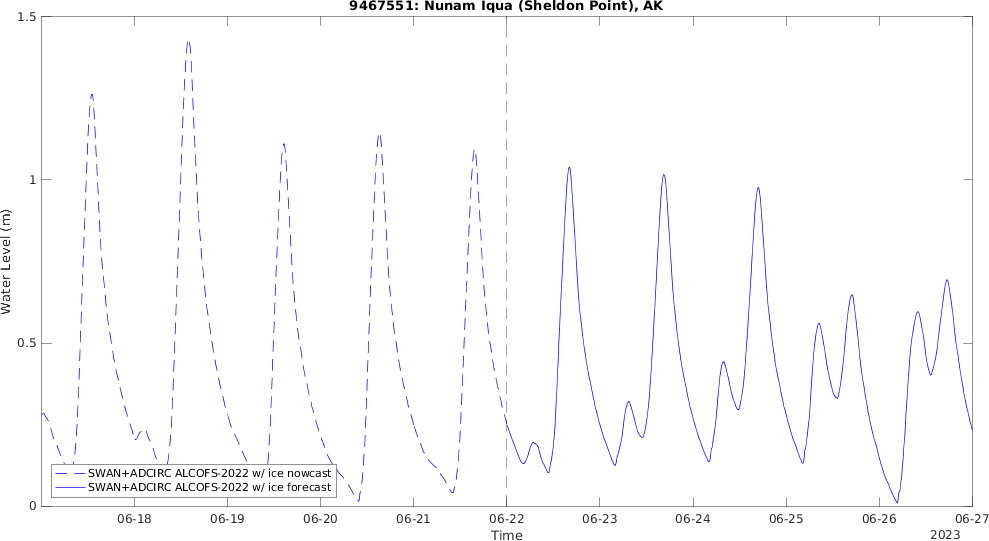 9467551: Nunam Iqua (Sheldon Point), AK
1.5
1
0.5
0
Water Level (m)
SWAN+ADCIRC ALCOFS-2022 w/ ice nowcast
SWAN+ADCIRC ALCOFS-2022 w/ ice forecast
06-18 06-19 06-20 06-21 06-22 06-23 06-24 06-25 06-26 06-27
Time
2023